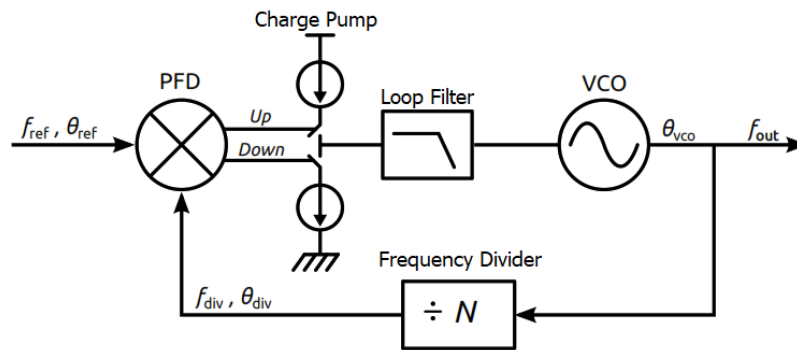 Charge Pump
PFD
VCO
Up
Loop Filter
f_ref , θ_ref
Down
θ_vco
f_out
Frequency Divider
f_div , θ_div
÷ N